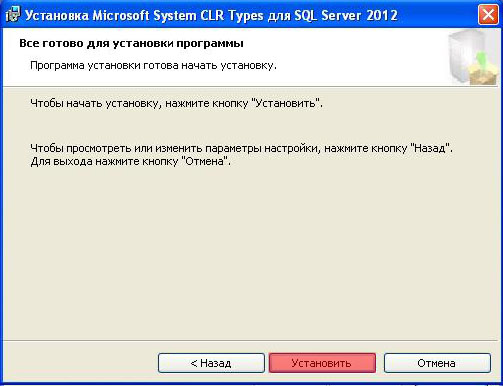 Установка Microsoft System CLR Types для SQL Server 2012
Все готово для установки программы
Программа установки готова начать установку.
Чтобы начать установку, нажмите кнопку "Установить".
Чтобы просмотреть или изменить параметры настройки, нажмите кнопку "Назад".
Для выхода нажмите кнопку "Отмена".
< Назад
Установить
Отмена